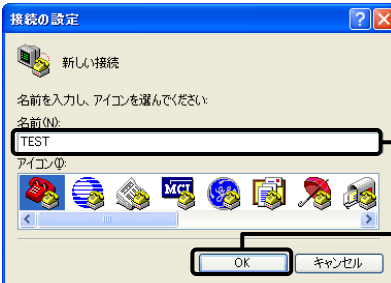 接続の設定
新しい接続
名前を入力し、アイコンを選んでください:
名前(N):
TEST
アイコン(I):
MCI
OK キャンセル